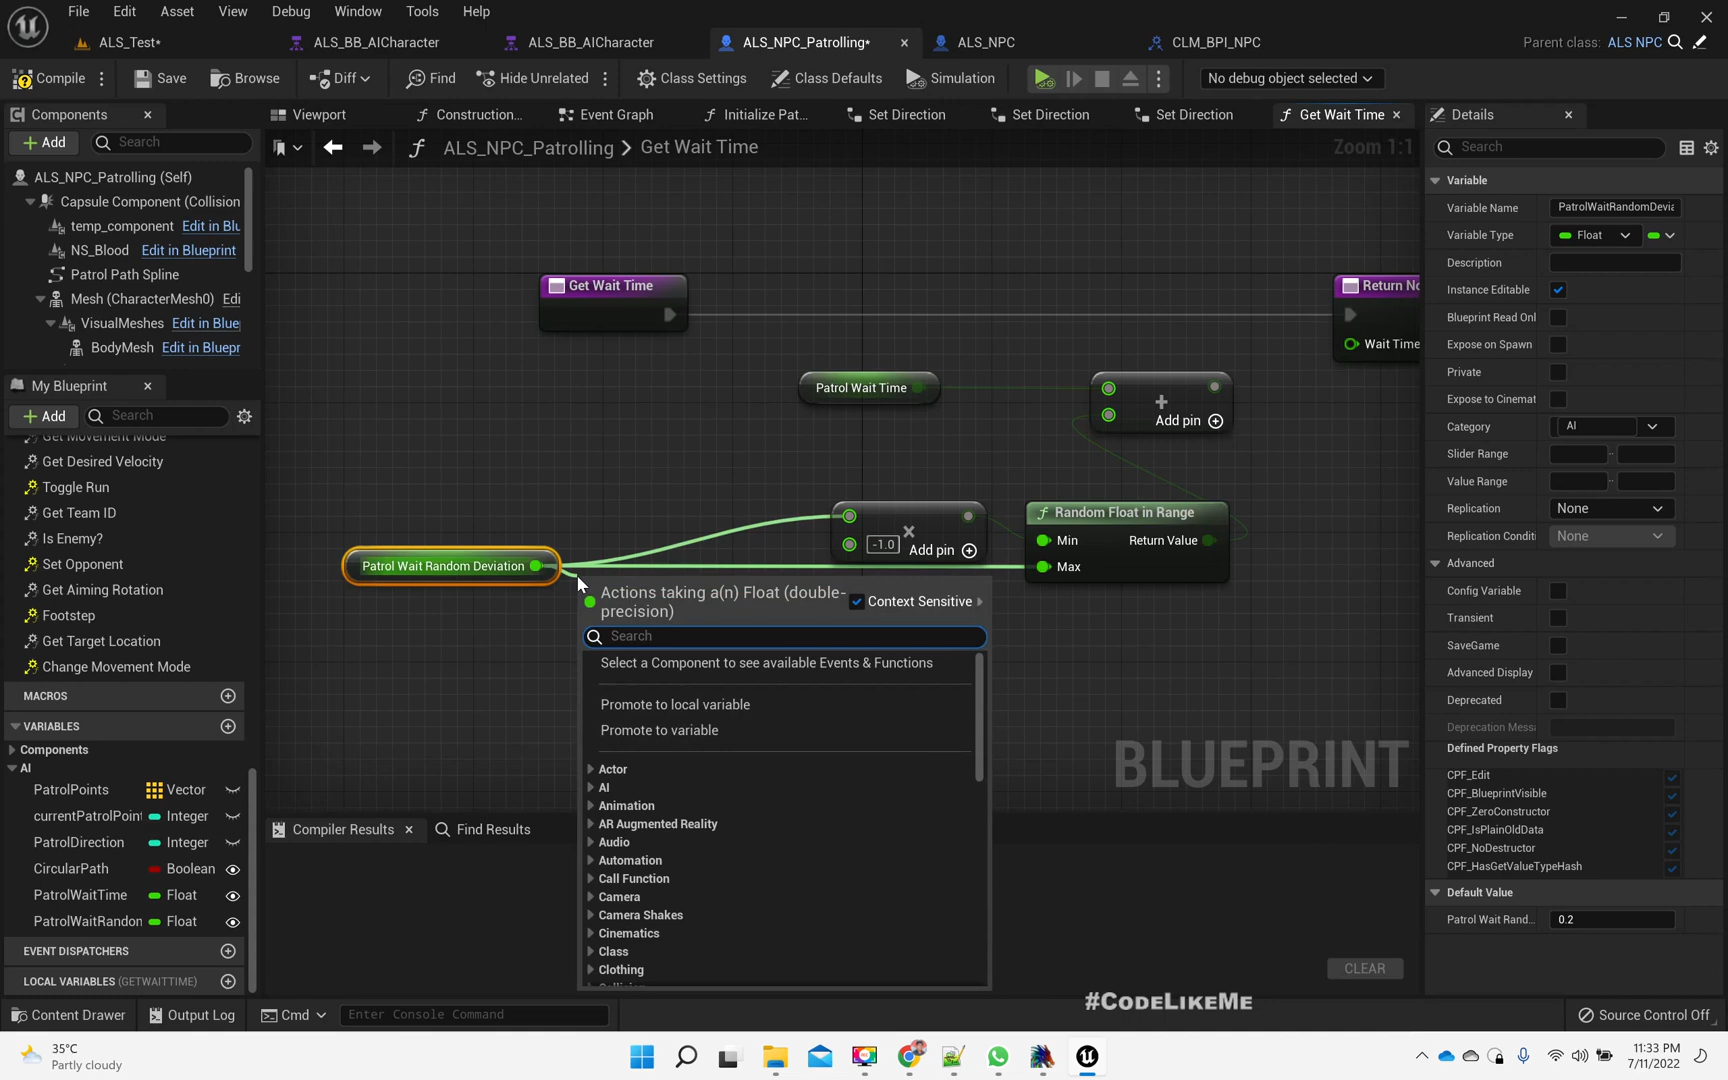 File Edit Asset View Debug Window Tools Help
ALS_Test* ALS_BB_AICharacter ALS_BB_AICharacter ALS_NPC_Patrolling* ALS_NPC CLM_BPI_NPC Parent class: ALS NPC
Compile Save Browse Diff Find Hide Unrelated Class Settings Class Defaults Simulation No debug object selected
Components
Add Search
ALS_NPC_Patrolling (Self)
Capsule Component (Collision
temp_component Edit in Blu
NS_Blood Edit in Blueprint
Patrol Path Spline
Mesh (CharacterMesh0) Edi
VisualMeshes Edit in Blue
BodyMesh Edit in Bluepr
My Blueprint
Add Search
Get Movement Mode
Get Desired Velocity
Toggle Run
Get Team ID
Is Enemy?
Set Opponent
Get Aiming Rotation
Footstep
Get Target Location
Change Movement Mode
MACROS
VARIABLES
Components
AI
PatrolPoints Vector
currentPatrolPoin Integer
PatrolDirection Integer
CircularPath Boolean
PatrolWaitTime Float
PatrolWaitRandon Float
EVENT DISPATCHERS
LOCAL VARIABLES (GETWAITTIME)
Viewport Construction... Event Graph Initialize Pat... Set Direction Set Direction Set Direction Get Wait Time
ALS_NPC_Patrolling > Get Wait Time Zoom 1:1
Get Wait Time
Return No
Wait Time
Patrol Wait Time
Add pin
Patrol Wait Random Deviation
-1.0 Add pin
Random Float in Range
Min Return Value
Max
Actions taking a(n) Float (double-
precision) Context Sensitive
Search
Select a Component to see available Events & Functions
Promote to local variable
Promote to variable
Actor
AI
Animation
AR Augmented Reality
Audio
Automation
Call Function
Camera
Camera Shakes
Cinematics
Class
Clothing
BLUEPRINT
Compiler Results Find Results
CLEAR
#CodeLikeMe
Details
Search
Variable
Variable Name PatrolWaitRandomDevia
Variable Type Float
Description
Instance Editable
Blueprint Read Onl
Expose on Spawn
Private
Expose to Cinemat
Category AI
Slider Range
Value Range
Replication None
Replication Conditi None
Advanced
Config Variable
Transient
SaveGame
Advanced Display
Deprecated
Deprecation Mess
Defined Property Flags
CPF_Edit
CPF_BlueprintVisible
CPF_ZeroConstructor
CPF_IsPlainOldData
CPF_NoDestructor
CPF_HasGetValueTypeHash
Default Value
Patrol Wait Rand... 0.2
Content Drawer Output Log Cmd Enter Console Command Source Control Off
35°C
Partly cloudy
11:33 PM
7/11/2022